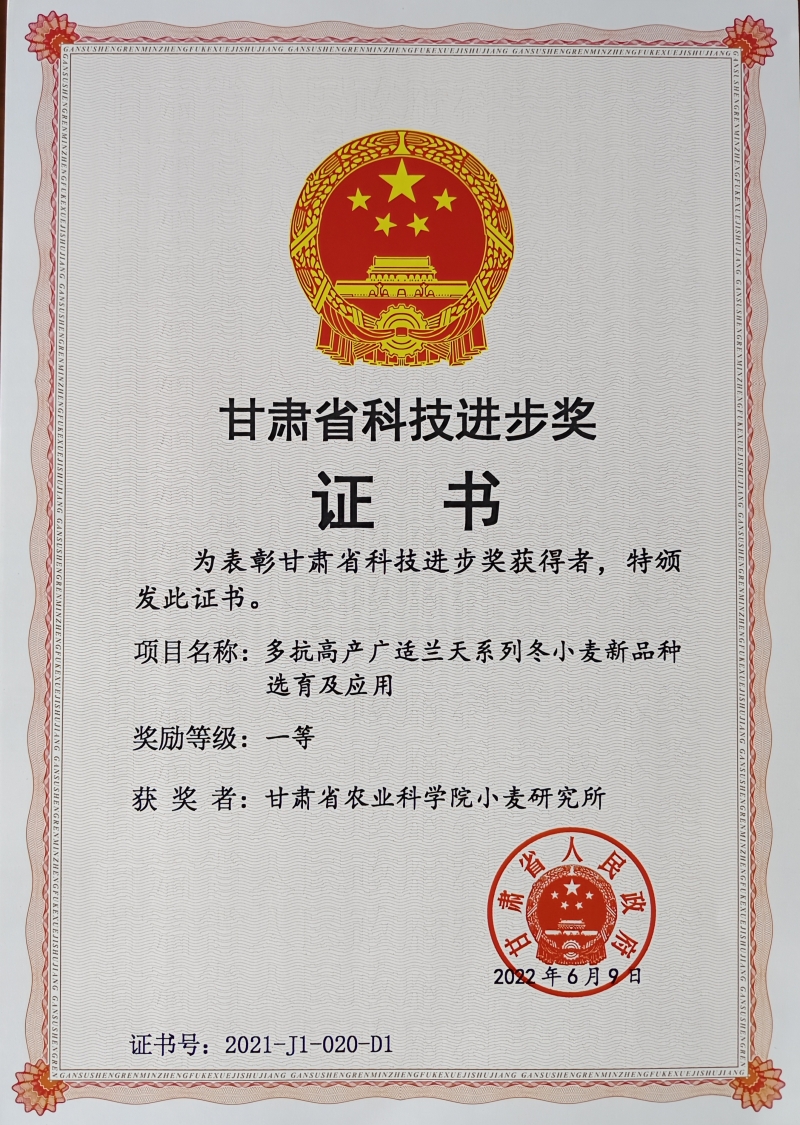 GANSUSHENGRENMINZHENGFUKEXUEJISHUJIANG
甘肃省科技进步奖
证 书
为表彰甘肃省科技进步奖获得者，特颁
发此证书。
项目名称：多抗高产广适兰天系列冬小麦新品种
选育及应用
奖励等级：一等
获 奖 者：甘肃省农业科学院小麦研究所
甘肃省人民政府
2022年6月9日
证书号：2021-J1-020-D1